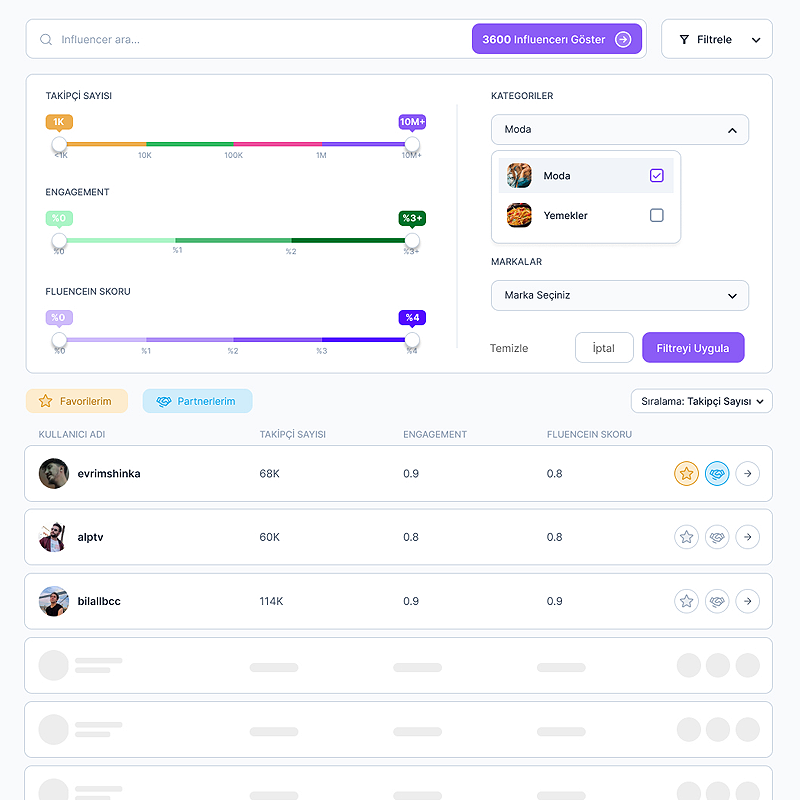 Influencer ara...
3600 Influencerı Göster
Filtrele
TAKİPÇİ SAYISI
1K
10M+
<1K
10K
100K
1M
10M+
ENGAGEMENT
%0
%3+
%0
%1
%2
%3+
FLUENCEIN SKORU
%0
%4
%0
%1
%2
%3
%4
KATEGORILER
Moda
Moda
Yemekler
MARKALAR
Marka Seçiniz
Temizle
İptal
Filtreyi Uygula
Favorilerim
Partnerlerim
Sıralama: Takipçi Sayısı
KULLANICI ADI
TAKİPÇİ SAYISI
ENGAGEMENT
FLUENCEIN SKORU
evrimshinka
68K
0.9
0.8
alptv
60K
0.8
0.8
bilallbcc
114K
0.9
0.9